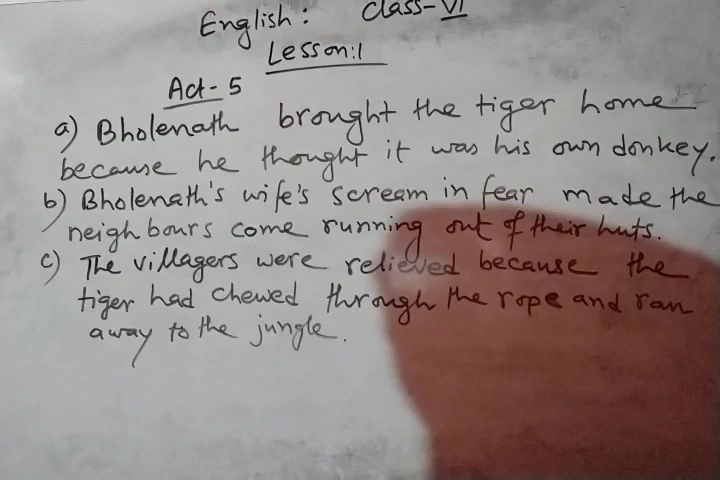 English: Class-VI
Lesson:1
Act-5
a) Bholenath brought the tiger home
because he thought it was his own donkey.
b) Bholenath's wife's scream in fear made the
neighbours come running out of their huts.
c) The villagers were relieved because the
tiger had chewed through the rope and ran
away to the jungle.